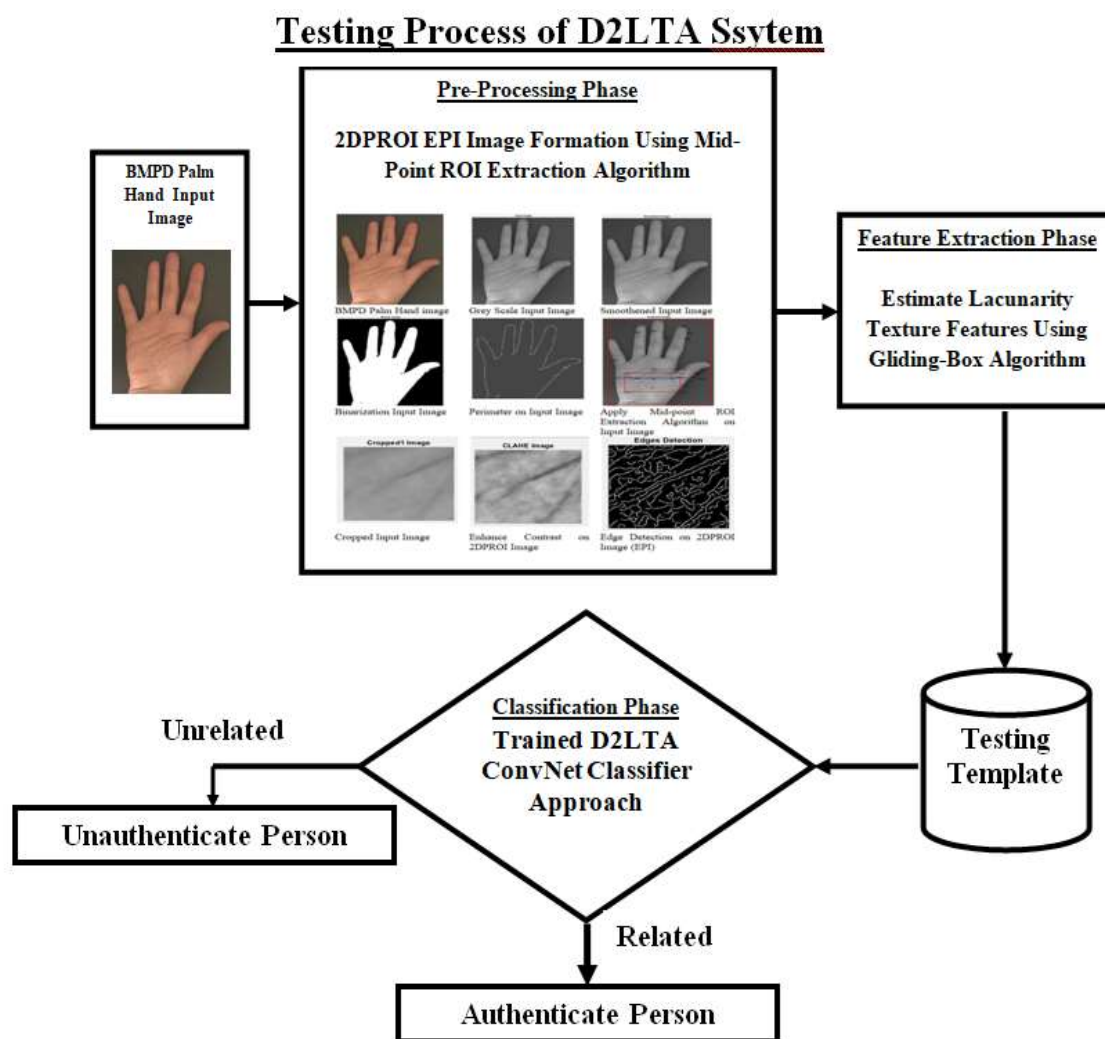 Testing Process of D2LTA Ssytem
BMPD Palm
Hand Input
Image
Pre-Processing Phase
2DPROI EPI Image Formation Using Mid-
Point ROI Extraction Algorithm
BMPD Palm Hand image
Grey Scale Input Image
Smoothened Input Image
Binerization Input Image
Perimeter on Input Image
Apply Mid-point ROI
Extraction Algorithm on
Input Image
Cropped1 Image
CLAHE Image
Edges Detection
Cropped Input Image
Enhance Contrast on
2DPROI Image
Edge Detection on 2DPROI
Image (EPI)
Feature Extraction Phase
Estimate Lacunarity
Texture Features Using
Gliding-Box Algorithm
Testing
Template
Classification Phase
Trained D2LTA
ConvNet Classifier
Approach
Unrelated
Unauthenticate Person
Related
Authenticate Person